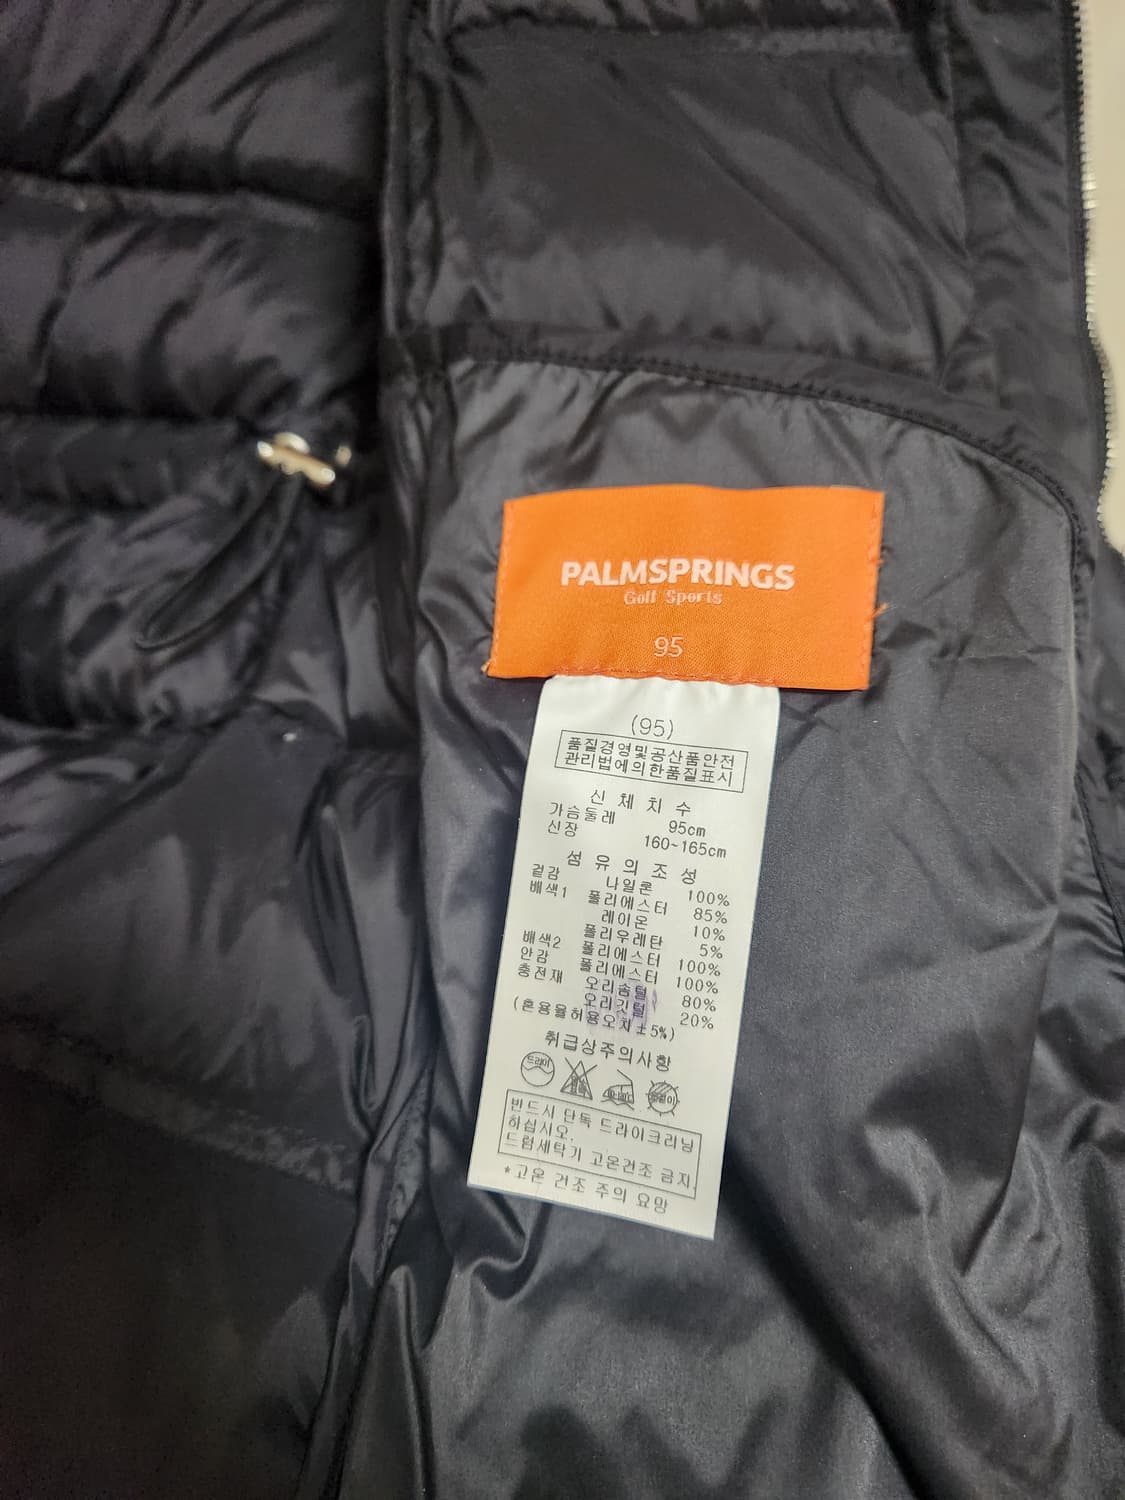 PALMSPRINGS
Golf Sports
95
(95)
품질경영및공산품안전
관리법에의한품질표시
신 체 치 수
가슴둘레 95cm
신장 160~165cm
섬 유 의 조 성
겉감 나일론 100%
배색1 폴리에스터 85%
레이온 10%
폴리우레탄 5%
배색2 폴리에스터 100%
안감 폴리에스터 100%
충전재 오리솜털 80%
오리깃털 20%
(혼용율허용오차±5%)
취급상주의사항
드라이
반드시 단독 드라이크리닝
하십시오.
드럼세탁기 고온건조 금지
*고온 건조 주의 요망